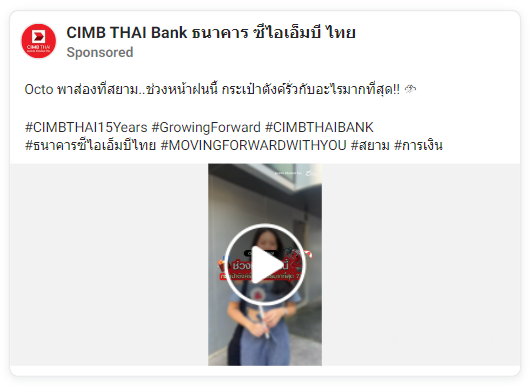 CIMB THAI Bank ธนาคาร ซีไอเอ็มบี ไทย
Sponsored
Octo พาส่องที่สยาม..ช่วงหน้าฝนนี้ กระเป๋าตังค์รั่วกับอะไรมากที่สุด!! ⛱
#CIMBTHAI15Years #GrowingForward #CIMBTHAIBANK
#ธนาคารซีไอเอ็มบีไทย #MOVINGFORWARDWITHYOU #สยาม #การเงิน
CIMB THAI